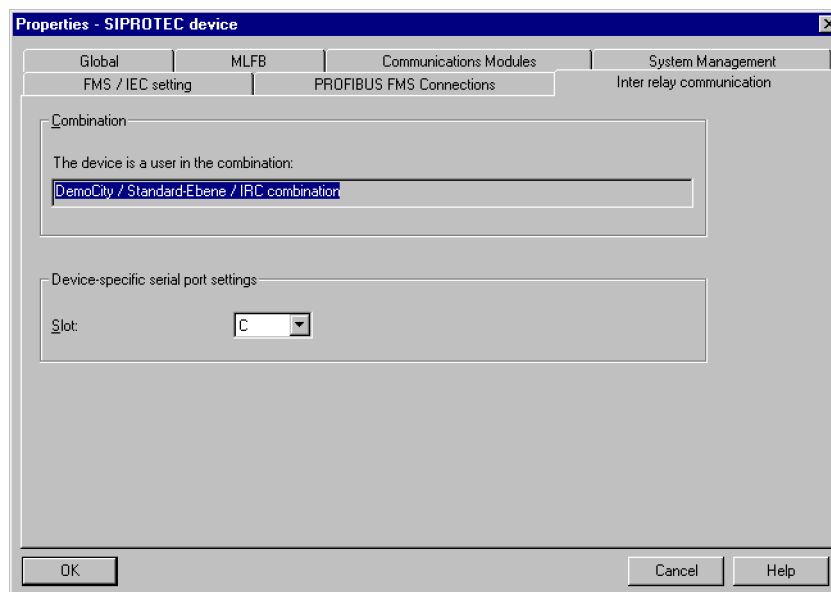 Properties - SIPROTEC device
Global MLFB Communications Modules System Management
FMS / IEC setting PROFIBUS FMS Connections Inter relay communication
Combination
The device is a user in the combination:
DemoCity / Standard-Ebene / IRC combination
Device-specific serial port settings
Slot: C
OK Cancel Help